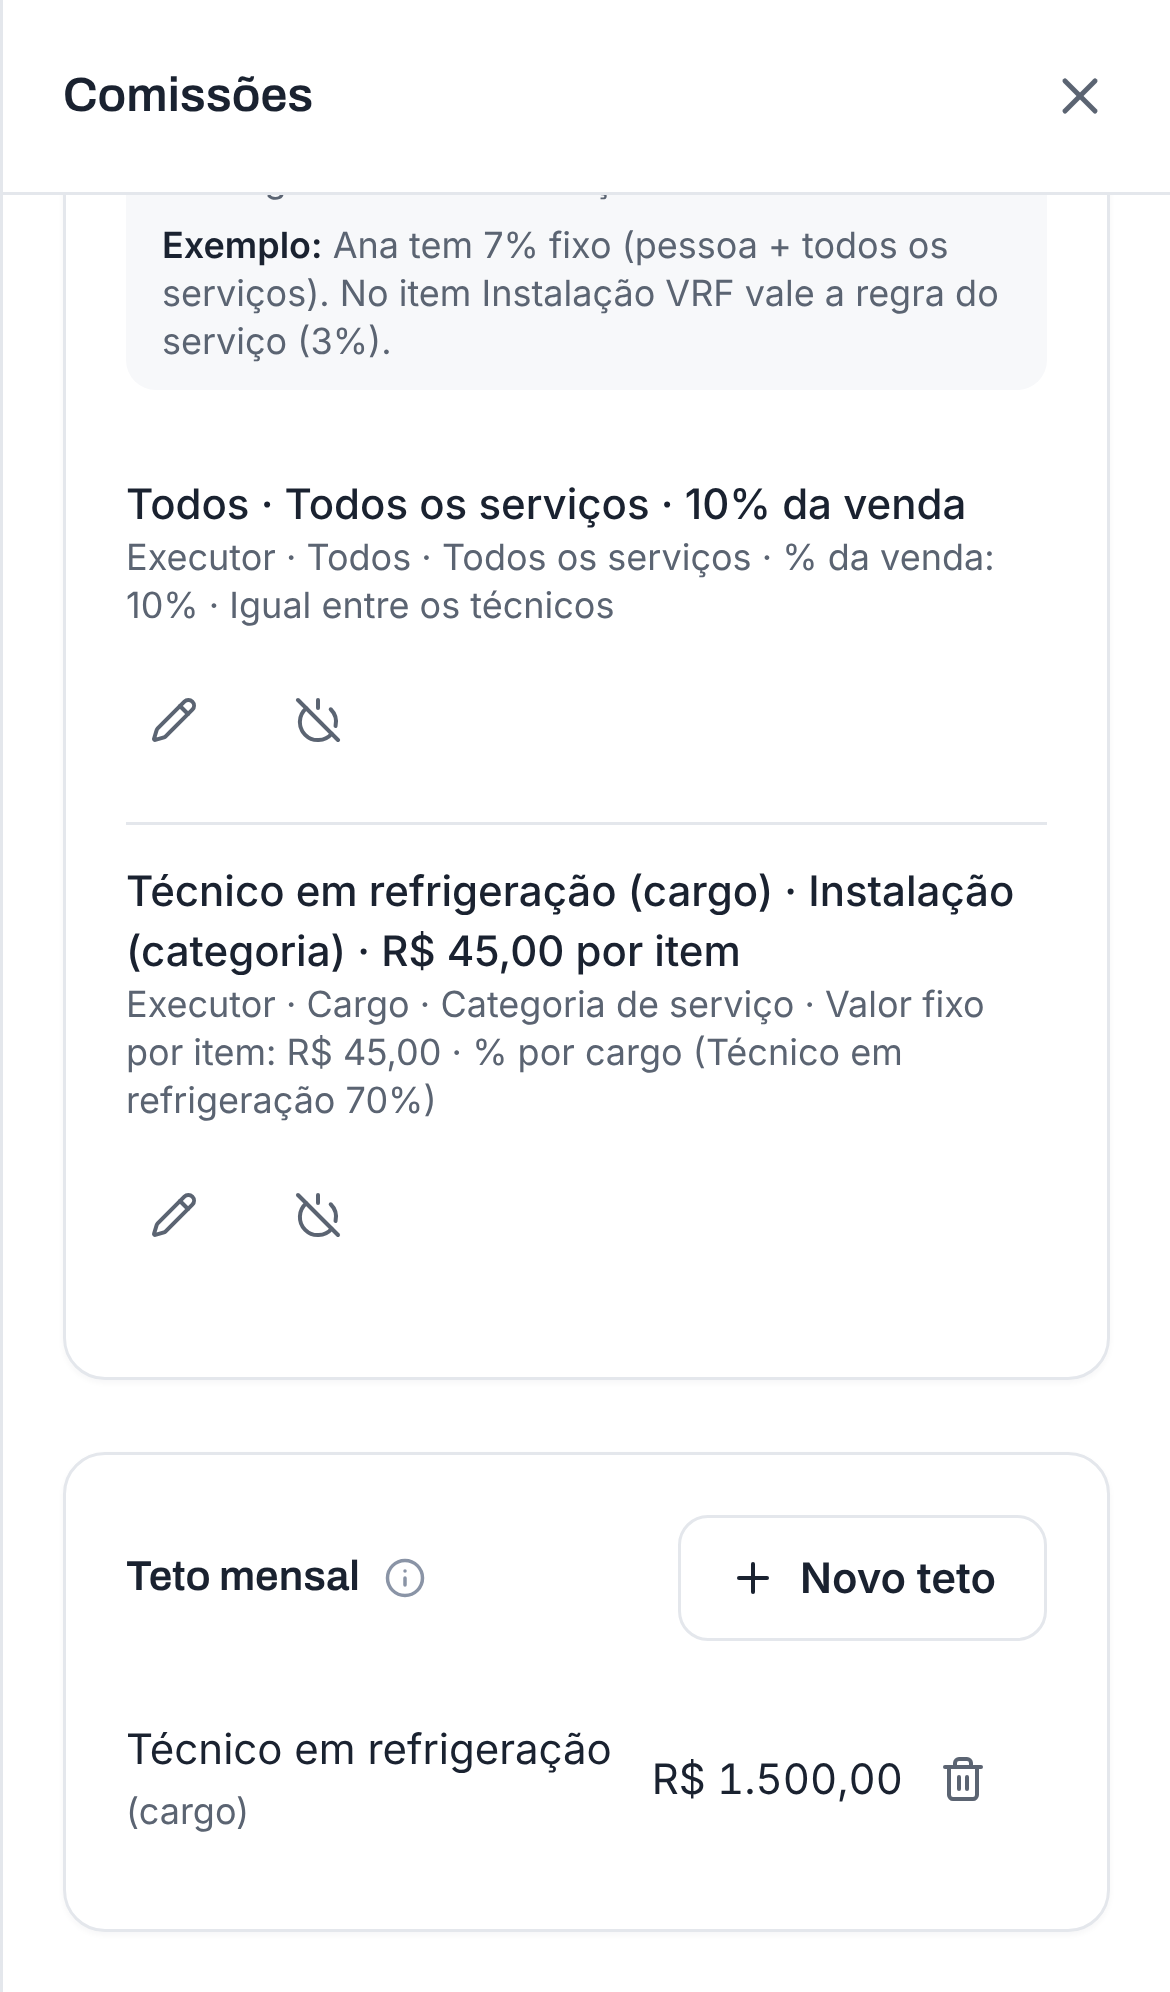 Comissões
Exemplo: Ana tem 7% fixo (pessoa + todos os
serviços). No item Instalação VRF vale a regra do
serviço (3%).
Todos · Todos os serviços · 10% da venda
Executor · Todos · Todos os serviços · % da venda:
10% · Igual entre os técnicos
Técnico em refrigeração (cargo) · Instalação
(categoria) · R$ 45,00 por item
Executor · Cargo · Categoria de serviço · Valor fixo
por item: R$ 45,00 · % por cargo (Técnico em
refrigeração 70%)
Teto mensal
Novo teto
Técnico em refrigeração
(cargo)
R$ 1.500,00